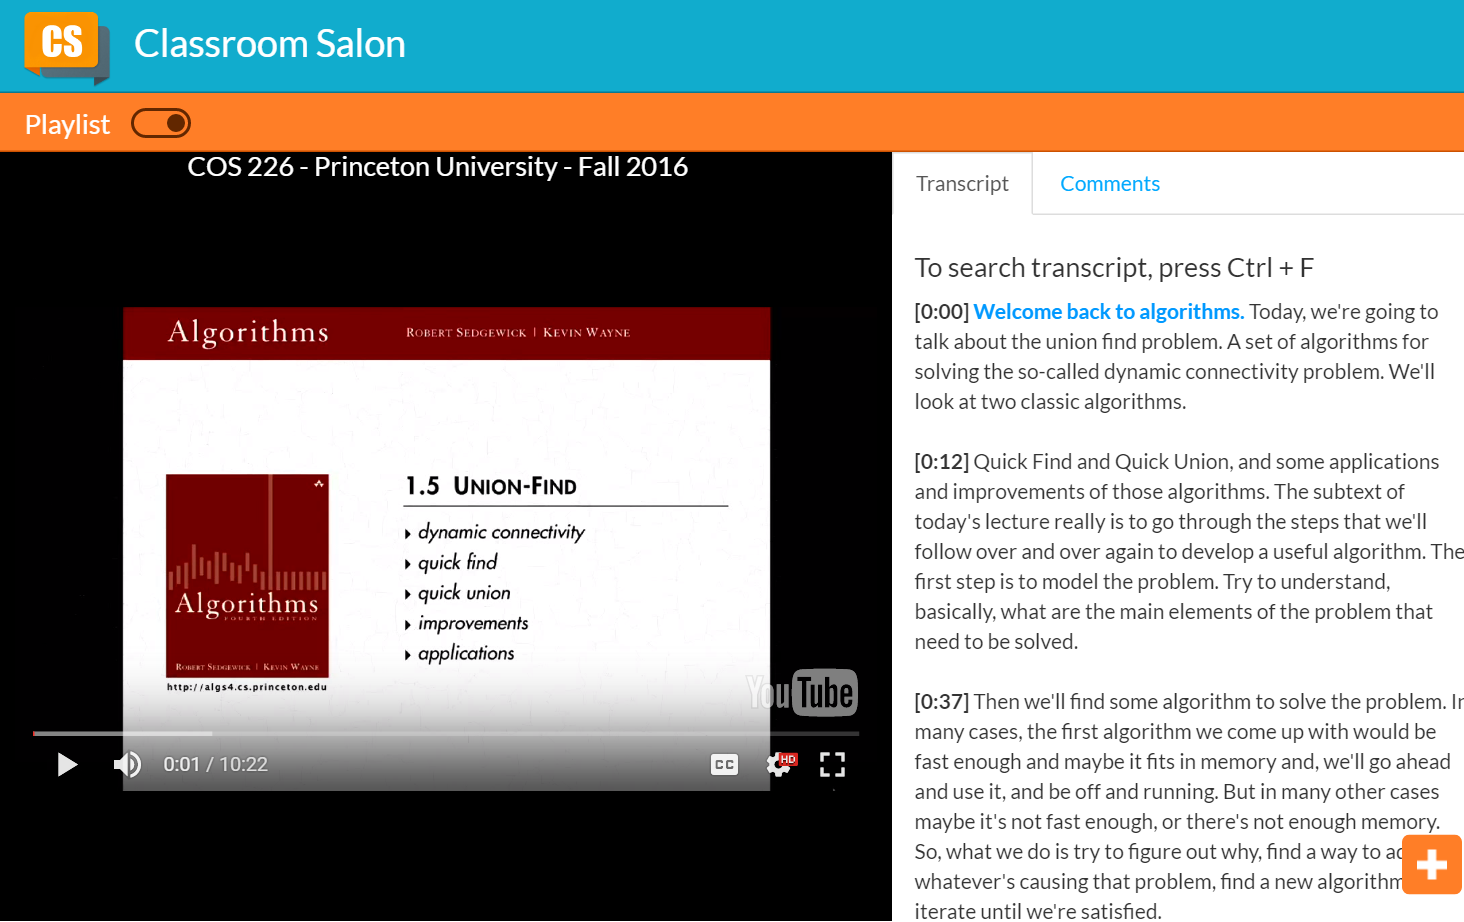 CS
Classroom Salon
Playlist
COS 226 - Princeton University - Fall 2016
Algorithms
ROBERT SEDGEWICK | KEVIN WAYNE
1.5 UNION-FIND
dynamic connectivity
quick find
quick union
improvements
applications
Algorithms
FOURTH EDITION
ROBERT SEDGEWICK | KEVIN WAYNE
http://algs4.cs.princeton.edu
YouTube
0:01 / 10:22
CC
HD
Transcript
Comments
To search transcript, press Ctrl + F
[0:00] Welcome back to algorithms. Today, we're going to
talk about the union find problem. A set of algorithms for
solving the so-called dynamic connectivity problem. We'll
look at two classic algorithms.
[0:12] Quick Find and Quick Union, and some applications
and improvements of those algorithms. The subtext of
today's lecture really is to go through the steps that we'll
follow over and over again to develop a useful algorithm. The
first step is to model the problem. Try to understand,
basically, what are the main elements of the problem that
need to be solved.
[0:37] Then we'll find some algorithm to solve the problem. In
many cases, the first algorithm we come up with would be
fast enough and maybe it fits in memory and, we'll go ahead
and use it, and be off and running. But in many other cases
maybe it's not fast enough, or there's not enough memory.
So, what we do is try to figure out why, find a way to
whatever's causing that problem, find a new algorithm
iterate until we're satisfied.